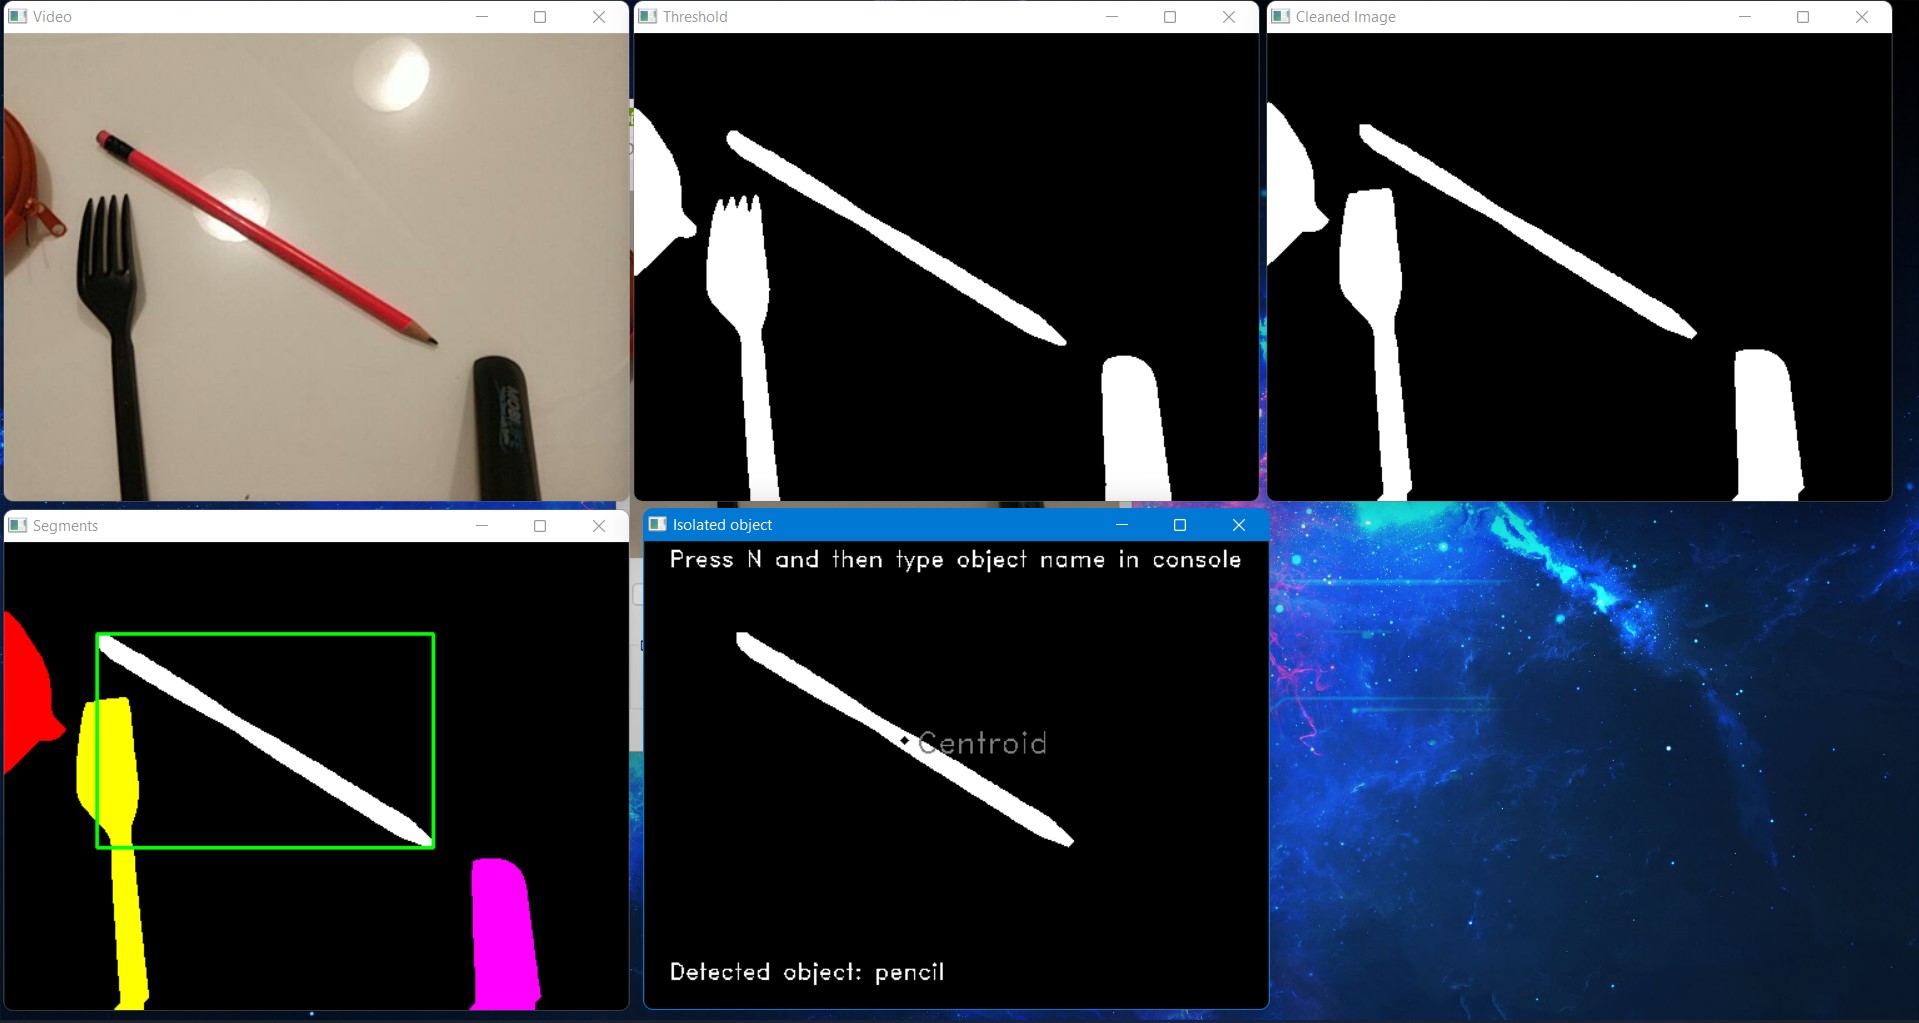 Video
Threshold
Cleaned Image
Segments
Isolated object
Press N and then type object name in console
Centroid
Detected object: pencil